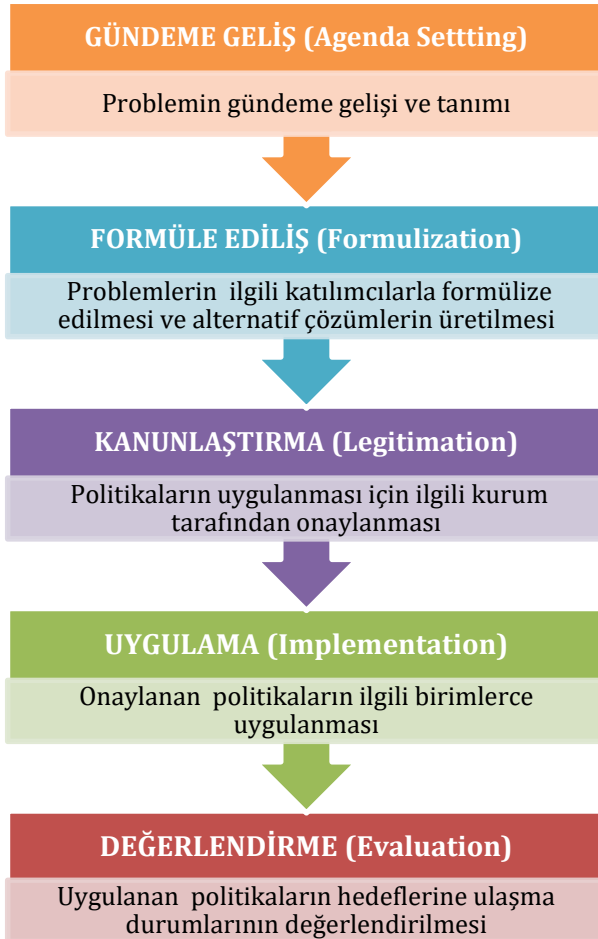 GÜNDEME GELİŞ (Agenda Settting)
Problemin gündeme gelişi ve tanımı
FORMÜLE EDİLİŞ (Formulization)
Problemlerin ilgili katılımcılarla formülize
edilmesi ve alternatif çözümlerin üretilmesi
KANUNLAŞTIRMA (Legitimation)
Politikaların uygulanması için ilgili kurum
tarafından onaylanması
UYGULAMA (Implementation)
Onaylanan politikaların ilgili birimlerce
uygulanması
DEĞERLENDİRME (Evaluation)
Uygulanan politikaların hedeflerine ulaşma
durumlarının değerlendirilmesi